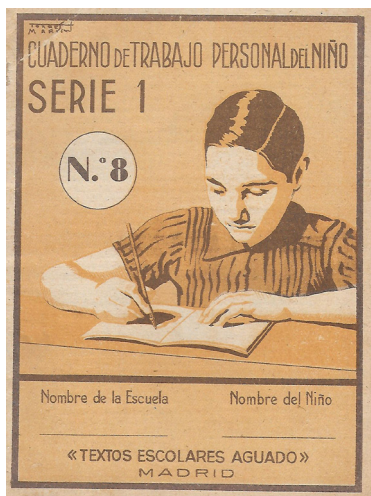 CUADERNO DE TRABAJO PERSONAL DEL NIÑO
SERIE 1
N.º 8
Nombre de la Escuela
Nombre del Niño
«TEXTOS ESCOLARES AGUADO»
MADRID